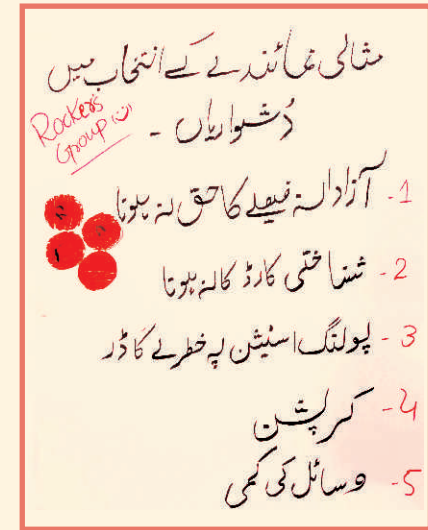 مثالی نمائندے کے انتخاب میں
دُشواریاں -
Rockers
Group
1- آزادانہ فیصلے کا حق نہ ہونا
2- شناختی کارڈ کا نہ ہونا
3- پولنگ اسٹیشن پہ خطرے کا ڈر
4- کرپشن
5- وسائل کی کمی